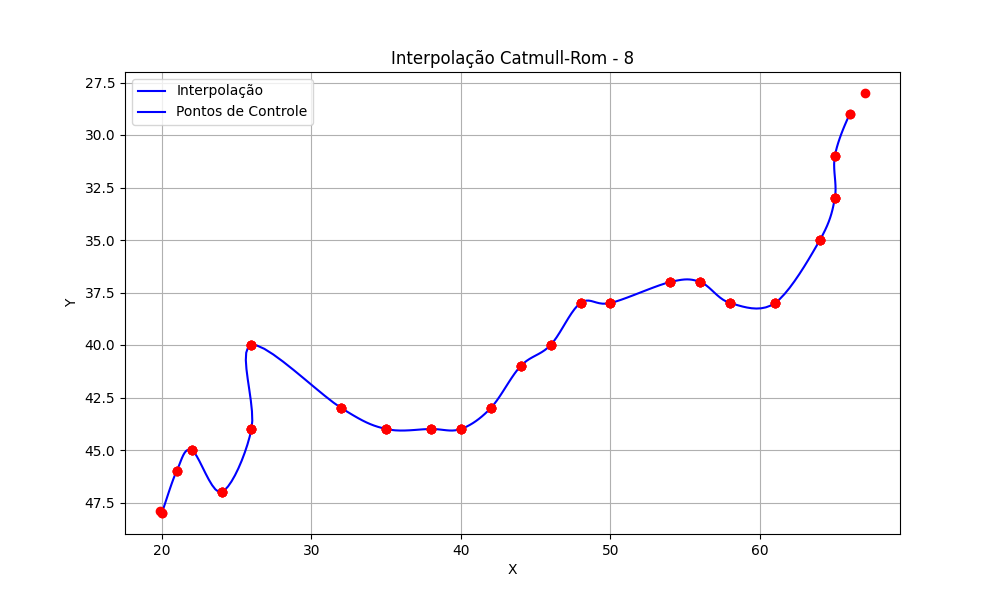 Interpolação Catmull-Rom - 8
Interpolação
Pontos de Controle
27.5
30.0
32.5
35.0
37.5
40.0
42.5
45.0
47.5
Y
20 30 40 50 60
X